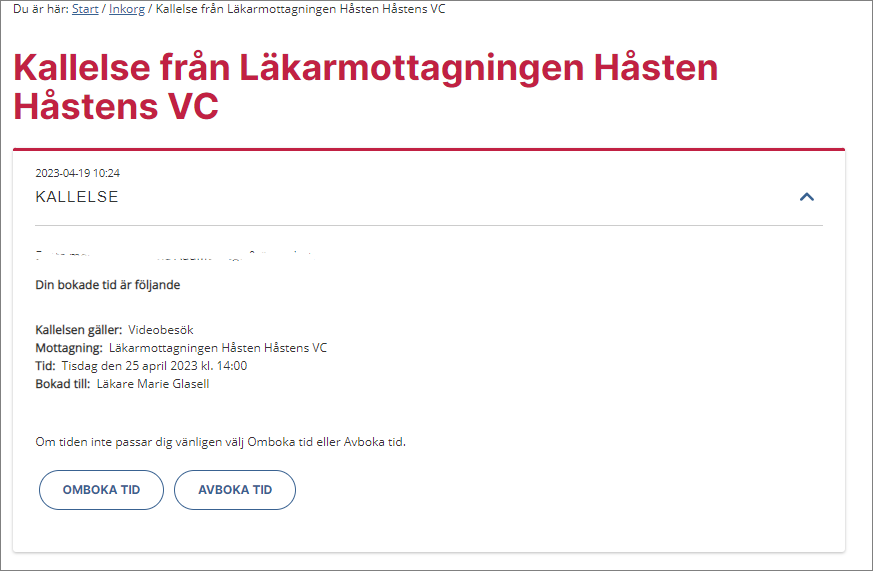 Du är här: Start / Inkorg / Kallelse från Läkarmottagningen Håsten Håstens VC
Kallelse från Läkarmottagningen Håsten
Håstens VC
2023-04-19 10:24
KALLELSE
Din bokade tid är följande
Kallelsen gäller: Videobesök
Mottagning: Läkarmottagningen Håsten Håstens VC
Tid: Tisdag den 25 april 2023 kl. 14:00
Bokad till: Läkare Marie Glasell
Om tiden inte passar dig vänligen välj Omboka tid eller Avboka tid.
OMBOKA TID
AVBOKA TID